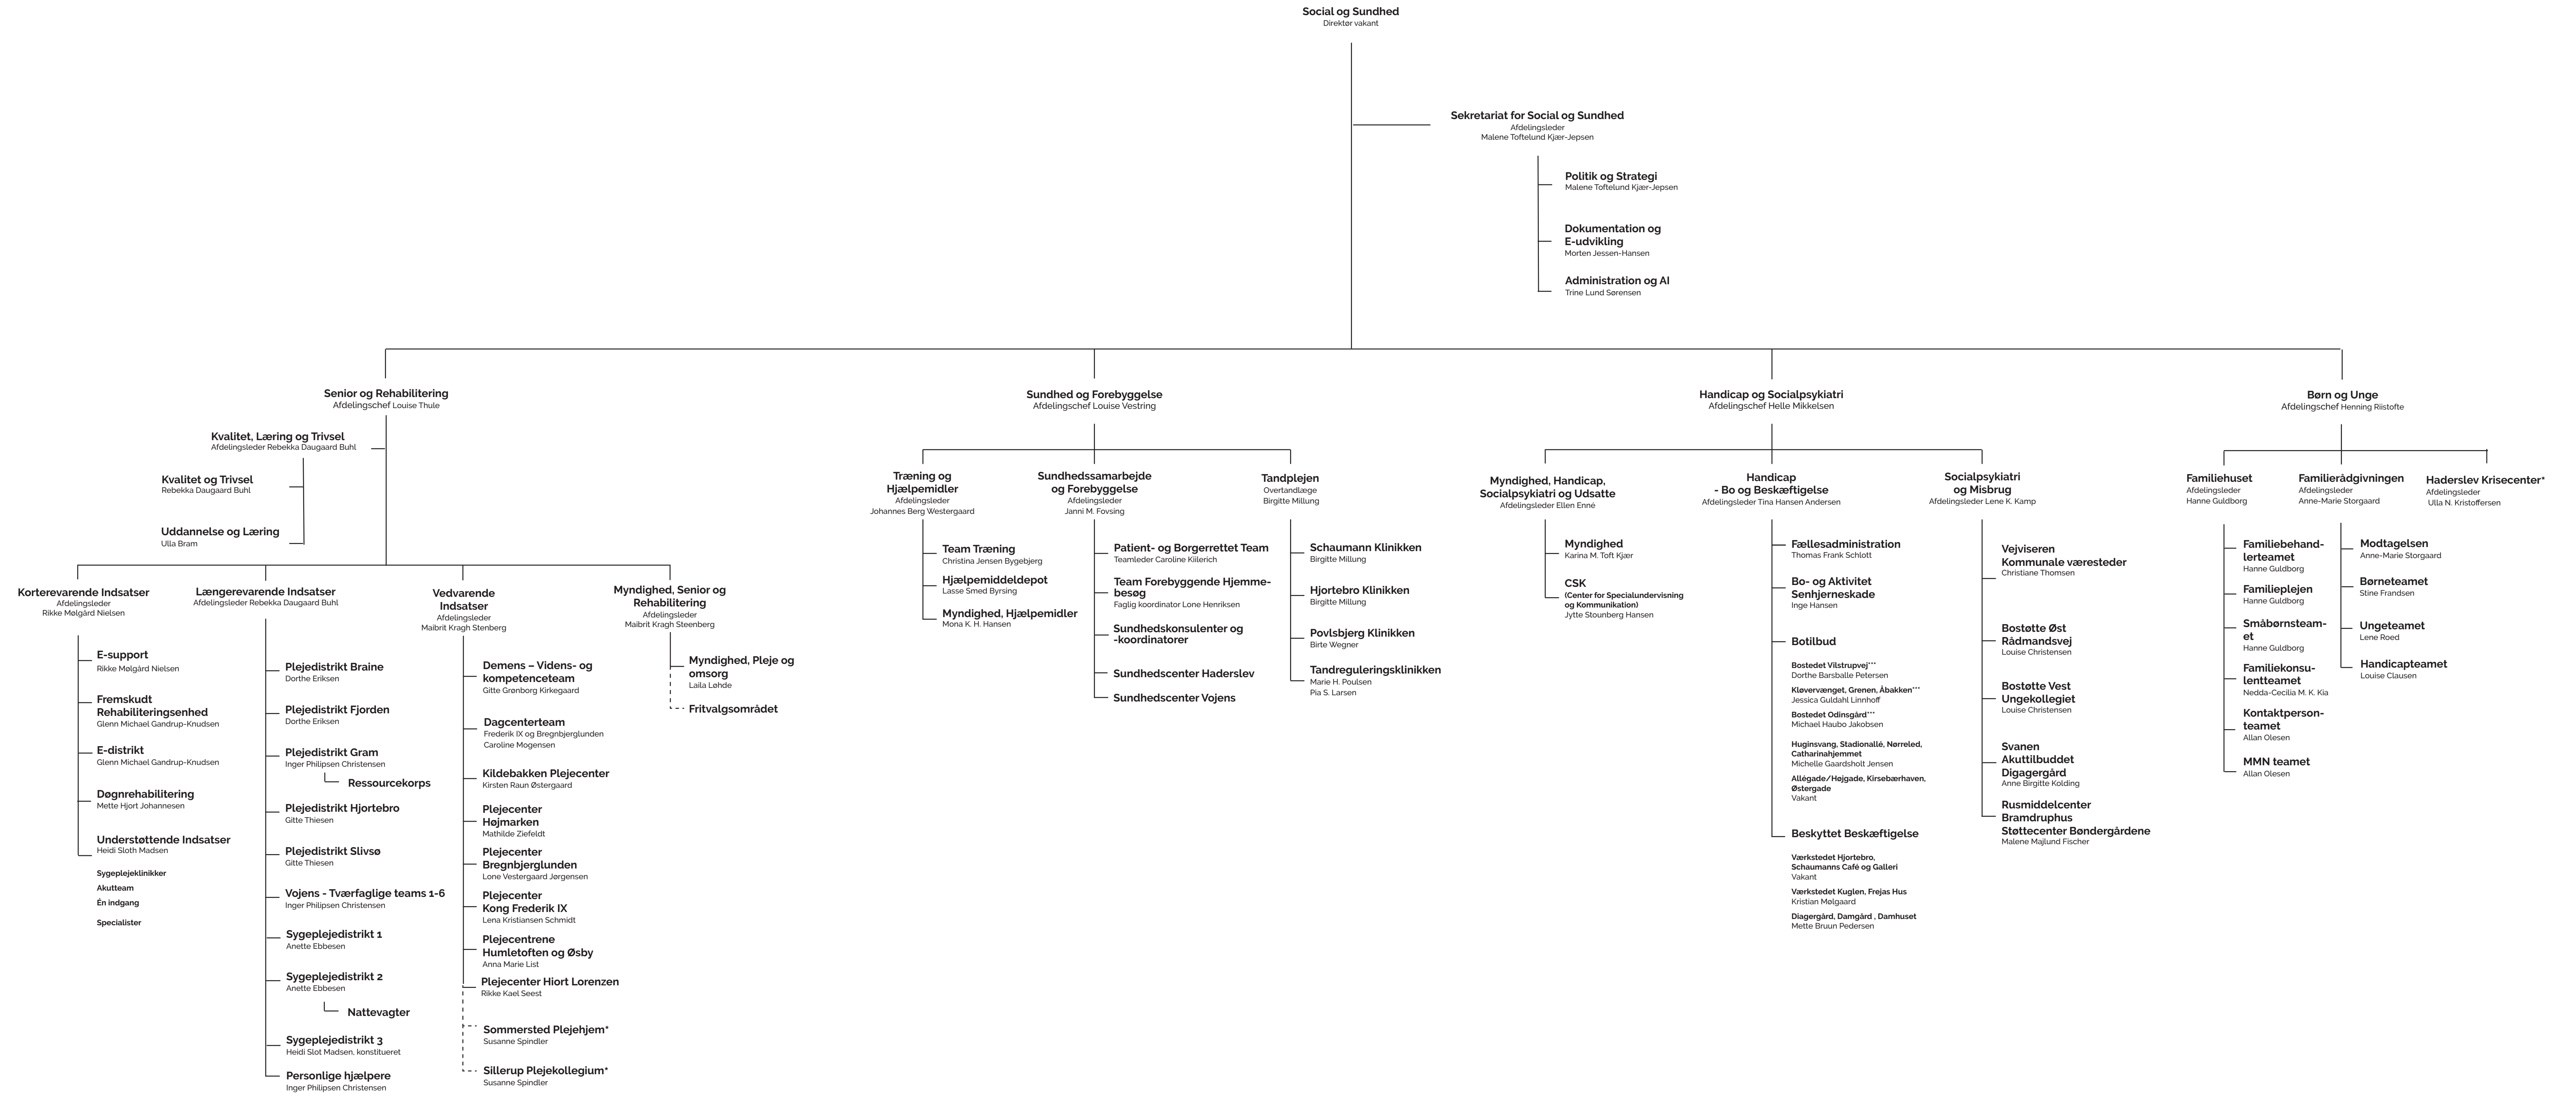 Social og Sundhed
Direktør vakant
Sekretariat for Social og Sundhed
Afdelingsleder
Malene Toftelund Kjær-Jepsen
Politik og Strategi
Malene Toftelund Kjær-Jepsen
Dokumentation og
E-udvikling
Morten Jessen-Hansen
Administration og AI
Trine Lund Sørensen
Senior og Rehabilitering
Afdelingschef Louise Thule
Kvalitet, Læring og Trivsel
Afdelingsleder Rebekka Daugaard Buhl
Kvalitet og Trivsel
Rebekka Daugaard Buhl
Uddannelse og Læring
Ulla Bram
Korterevarende Indsatser
Afdelingsleder
Rikke Mølgård Nielsen
E-support
Rikke Mølgård Nielsen
Fremskudt
Rehabiliteringsenhed
Glenn Michael Gandrup-Knudsen
E-distrikt
Glenn Michael Gandrup-Knudsen
Døgnrehabilitering
Mette Hjort Johannesen
Understøttende Indsatser
Heidi Sloth Madsen
Sygeplejeklinikker
Akutteam
Én indgang
Specialister
Længerevarende Indsatser
Afdelingsleder Rebekka Daugaard Buhl
Plejedistrikt Braine
Dorthe Eriksen
Plejedistrikt Fjorden
Dorthe Eriksen
Plejedistrikt Gram
Inger Philipsen Christensen
Ressourcekorps
Plejedistrikt Hjortebro
Gitte Thiesen
Plejedistrikt Slivsø
Gitte Thiesen
Vojens - Tværfaglige teams 1-6
Inger Philipsen Christensen
Sygeplejedistrikt 1
Anette Ebbesen
Sygeplejedistrikt 2
Anette Ebbesen
Nattevagter
Sygeplejedistrikt 3
Heidi Slot Madsen, konstitueret
Personlige hjælpere
Inger Philipsen Christensen
Vedvarende
Indsatser
Afdelingsleder
Maibrit Kragh Stenberg
Demens – Videns- og
kompetenceteam
Gitte Grønborg Kirkegaard
Dagcenterteam
Frederik IX og Bregnbjerglunden
Caroline Mogensen
Kildebakken Plejecenter
Kirsten Raun Østergaard
Plejecenter
Højmarken
Mathilde Ziefeldt
Plejecenter
Bregnbjerglunden
Lone Vestergaard Jørgensen
Plejecenter
Kong Frederik IX
Lena Kristiansen Schmidt
Plejecentrene
Humletoften og Øsby
Anna Marie List
Plejecenter Hiort Lorenzen
Rikke Kael Seest
Sommersted Plejehjem*
Susanne Spindler
Sillerup Plejekollegium*
Susanne Spindler
Myndighed, Senior og
Rehabilitering
Afdelingsleder
Maibrit Kragh Steenberg
Myndighed, Pleje og
omsorg
Laila Løhde
Fritvalgsområdet
Sundhed og Forebyggelse
Afdelingschef Louise Vestring
Træning og
Hjælpemidler
Afdelingsleder
Johannes Berg Westergaard
Team Træning
Christina Jensen Bygebjerg
Hjælpemiddeldepot
Lasse Smed Byrsing
Myndighed, Hjælpemidler
Mona K. H. Hansen
Sundhedssamarbejde
og Forebyggelse
Afdelingsleder
Janni M. Fovsing
Patient- og Borgerrettet Team
Teamleder Caroline Kiilerich
Team Forebyggende Hjemme-
besøg
Faglig koordinator Lone Henriksen
Sundhedskonsulenter og
-koordinatorer
Sundhedscenter Haderslev
Sundhedscenter Vojens
Tandplejen
Overtandlæge
Birgitte Millung
Schaumann Klinikken
Birgitte Millung
Hjortebro Klinikken
Birgitte Millung
Povlsbjerg Klinikken
Birte Wegner
Tandreguleringsklinikken
Marie H. Poulsen
Pia S. Larsen
Handicap og Socialpsykiatri
Afdelingschef Helle Mikkelsen
Myndighed, Handicap,
Socialpsykiatri og Udsatte
Afdelingsleder Ellen Enné
Myndighed
Karina M. Toft Kjær
CSK
(Center for Specialundervisning
og Kommunikation)
Jytte Stounberg Hansen
Handicap
- Bo og Beskæftigelse
Afdelingsleder Tina Hansen Andersen
Fællesadministration
Thomas Frank Schlott
Bo- og Aktivitet
Senhjerneskade
Inge Hansen
Botilbud
Bostedet Vilstrupvej***
Dorthe Barsballe Petersen
Kløvervænget, Grenen, Åbakken***
Jessica Guldahl Linnhoff
Bostedet Odinsgård***
Michael Haubo Jakobsen
Huginsvang, Stadionallé, Nørreled,
Catharinahjemmet
Michelle Gaardsholt Jensen
Allégade/Højgade, Kirsebærhaven,
Østergade
Vakant
Beskyttet Beskæftigelse
Værkstedet Hjortebro,
Schaumanns Café og Galleri
Vakant
Værkstedet Kuglen, Frejas Hus
Kristian Mølgaard
Diagergård, Damgård , Damhuset
Mette Bruun Pedersen
Socialpsykiatri
og Misbrug
Afdelingsleder Lene K. Kamp
Vejviseren
Kommunale væresteder
Christiane Thomsen
Bostøtte Øst
Rådmandsvej
Louise Christensen
Bostøtte Vest
Ungekollegiet
Louise Christensen
Svanen
Akuttilbuddet
Digagergård
Anne Birgitte Kolding
Rusmiddelcenter
Bramdruphus
Støttecenter Bøndergårdene
Malene Majlund Fischer
Børn og Unge
Afdelingschef Henning Riistofte
Familiehuset
Afdelingsleder
Hanne Guldborg
Familiebehand-
lerteamet
Hanne Guldborg
Familieplejen
Hanne Guldborg
Småbørnsteam-
et
Hanne Guldborg
Familiekonsu-
lentteamet
Nedda-Cecilia M. K. Kia
Kontaktperson-
teamet
Allan Olesen
MMN teamet
Allan Olesen
Familierådgivningen
Afdelingsleder
Anne-Marie Storgaard
Modtagelsen
Anne-Marie Storgaard
Børneteamet
Stine Frandsen
Ungeteamet
Lene Roed
Handicapteamet
Louise Clausen
Haderslev Krisecenter*
Afdelingsleder
Ulla N. Kristoffersen